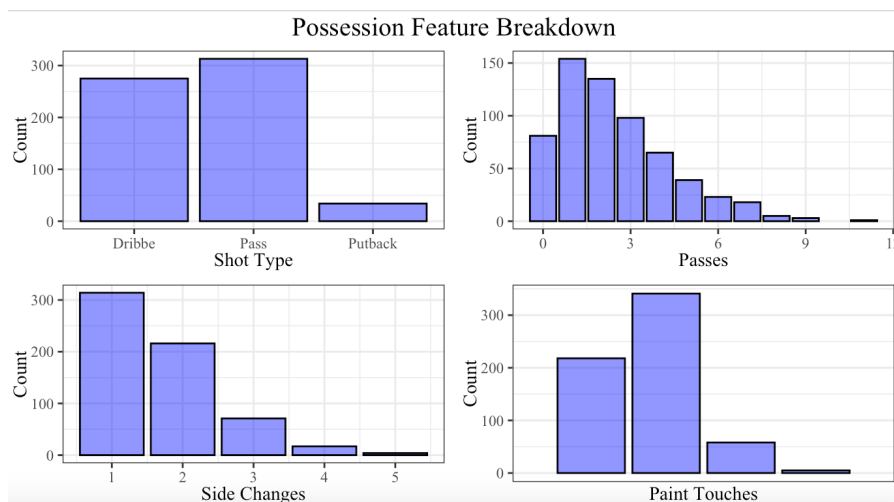 Possession Feature Breakdown
300
200
100
0
Count
Dribbe
Pass
Putback
Shot Type
150
100
50
0
Count
0
3
6
9
Passes
300
200
100
0
Count
1
2
3
4
5
Side Changes
300
200
100
0
Count
Paint Touches